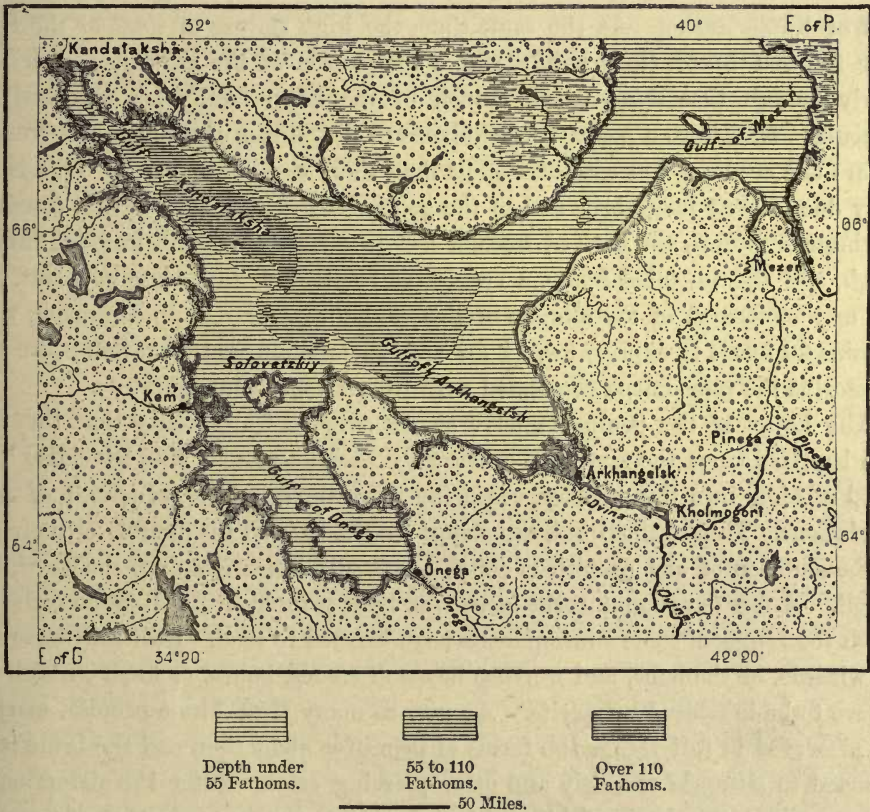 32°
40°
E. of P.
Kandalaksha
Gulf of Mezen
Gulf of Kandalaksha
66°
66°
Mezen
Solovetzkiy
Gulf of Arkhangelsk
Kem
Pinega
Pinega
Arkhangelsk
Gulf of Onega
Dvina
Kholmogori
64°
64°
Onega
Onega
Dvina
E of G
34°20'
42°20'
Depth under
55 Fathoms.
55 to 110
Fathoms.
Over 110
Fathoms.
50 Miles.